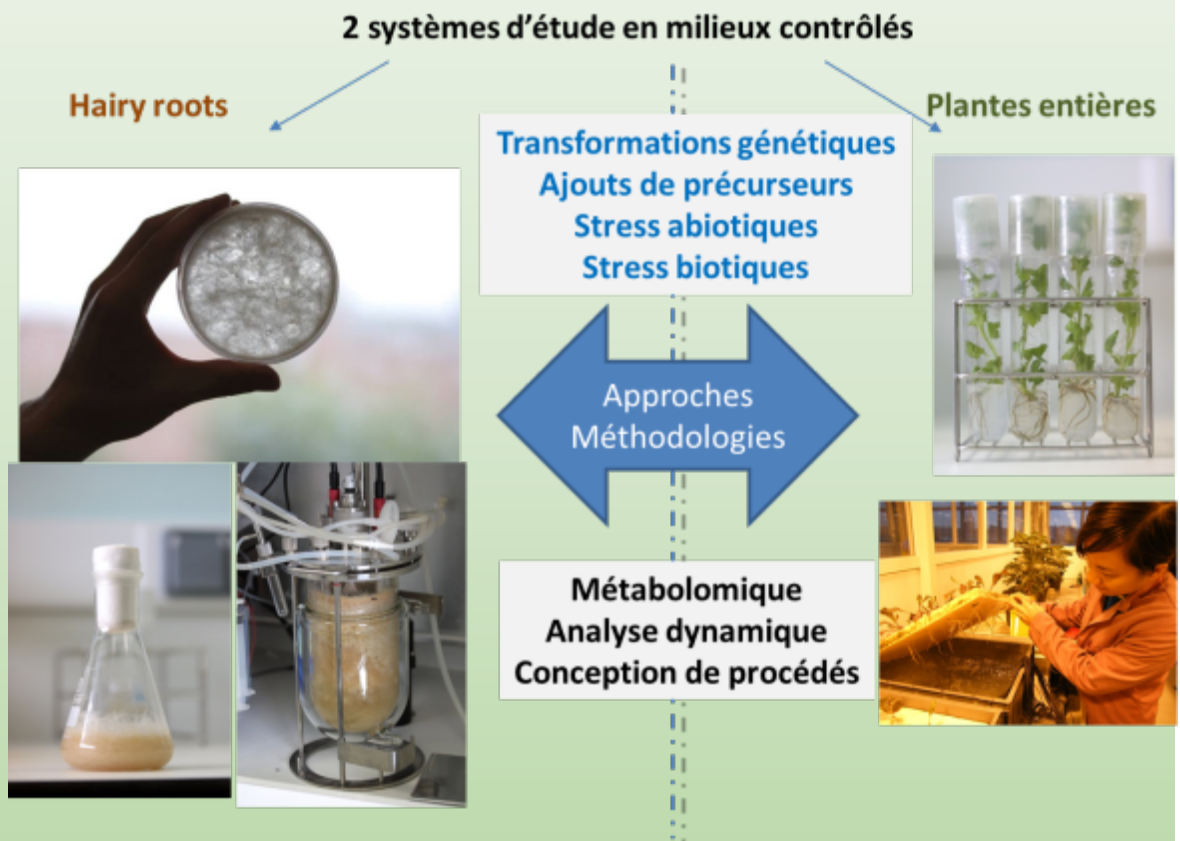 2 systèmes d'étude en milieux contrôlés
Hairy roots
Plantes entières
Transformations génétiques
Ajouts de précurseurs
Stress abiotiques
Stress biotiques
Approches
Méthodologies
Métabolomique
Analyse dynamique
Conception de procédés